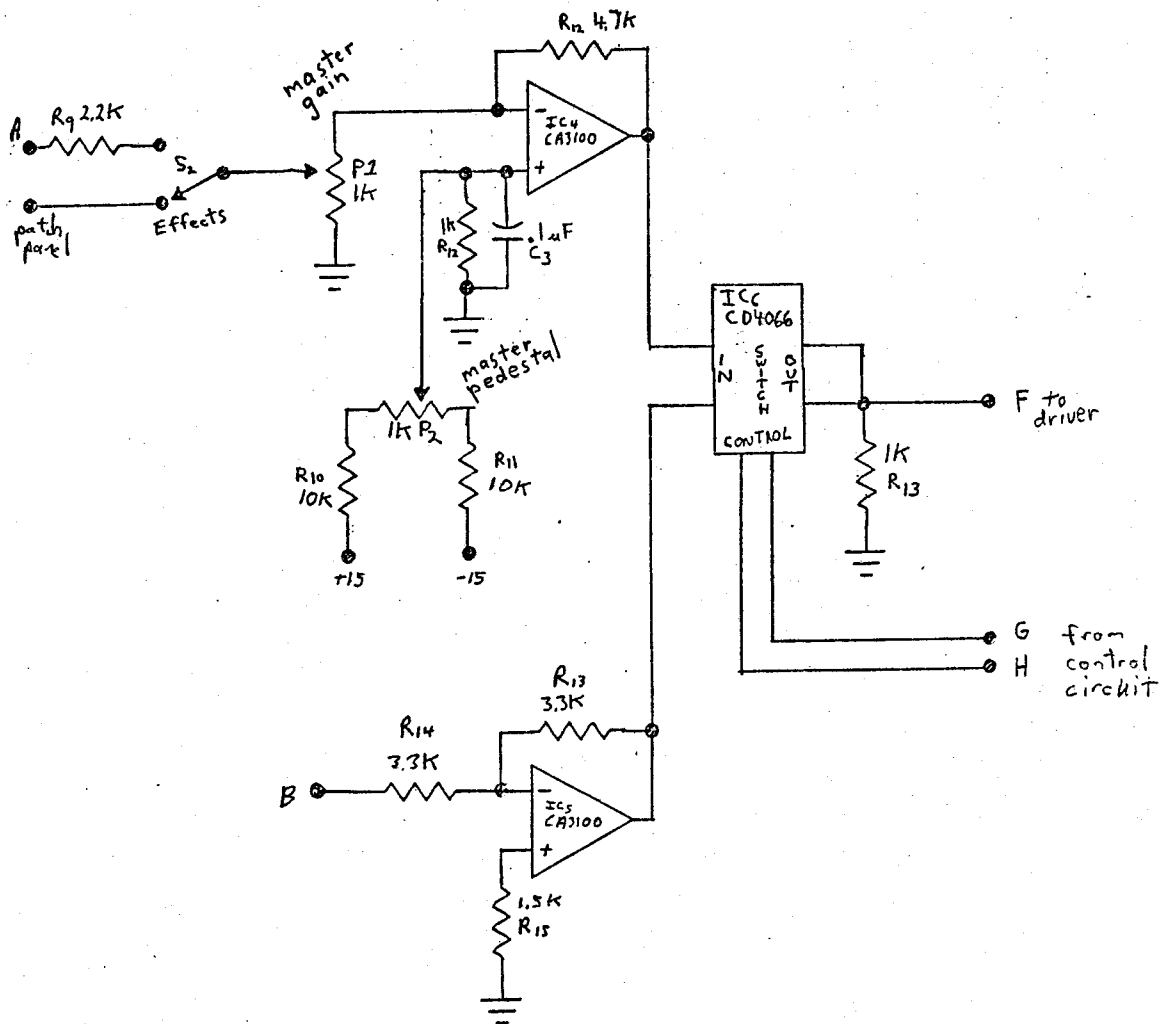 R12 4.7K
master
gain
A
R9 2.2K
S2
Effects
patch
panel
P1
1K
-
IC4
CA3100
+
1K
R12
.1uF
C3
master
pedestal
1K P2
R10
10K
R11
10K
+15
-15
IC6
CD4066
IN
SWITCH
OUT
CONTROL
F to
driver
1K
R13
G from
H control
circuit
R13
3.3K
R14
3.3K
B
-
IC5
CA3100
+
1.5K
R15